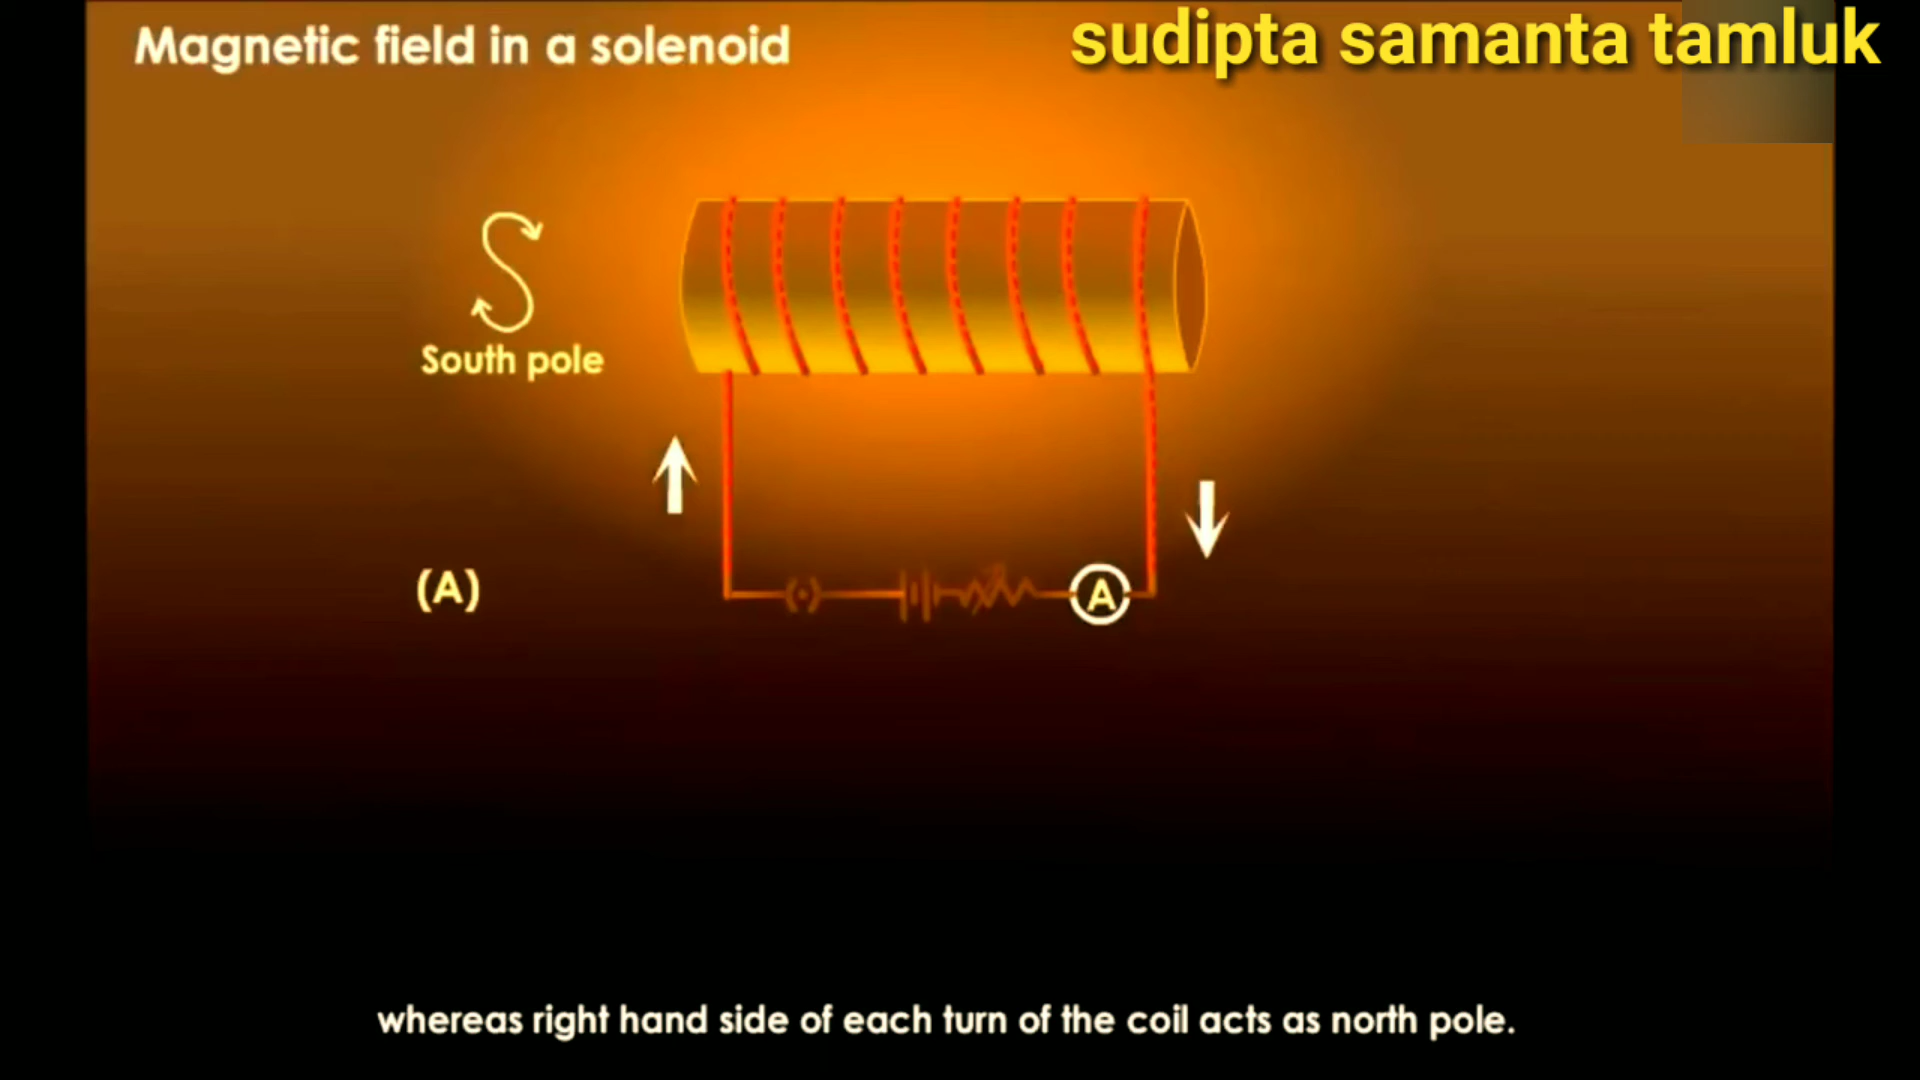 Magnetic field in a solenoid
sudipta samanta tamluk
S
South pole
(A)
A
whereas right hand side of each turn of the coil acts as north pole.